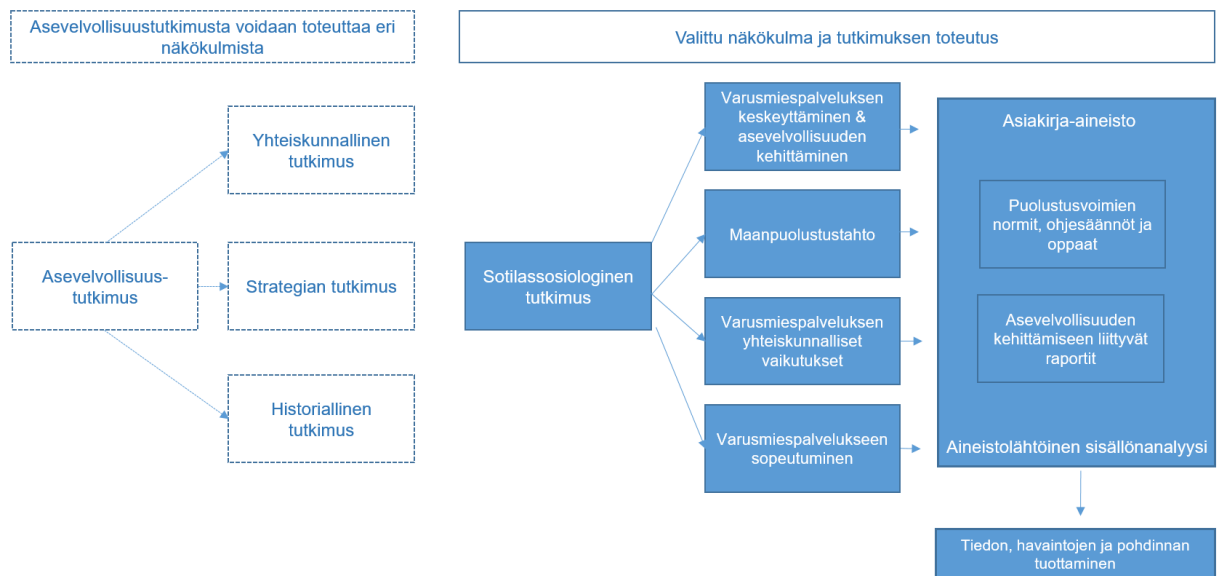 Asevelvollisuustutkimusta voidaan toteuttaa eri
näkökulmista
Valittu näkökulma ja tutkimuksen toteutus
Yhteiskunnallinen
tutkimus
Asevelvollisuus-
tutkimus
Strategian tutkimus
Historiallinen
tutkimus
Sotilassosiologinen
tutkimus
Varusmiespalveluksen
keskeyttäminen &
asevelvollisuuden
kehittäminen
Maanpuolustustahto
Varusmiespalveluksen
yhteiskunnalliset
vaikutukset
Varusmiespalvelukseen
sopeutuminen
Asiakirja-aineisto
Puolustusvoimien
normit, ohjesäännöt ja
oppaat
Asevollisuuden
kehittämiseen liittyvät
raportit
Aineistolähtöinen sisällönanalyysi
Tiedon, havaintojen ja pohdinnan
tuottaminen